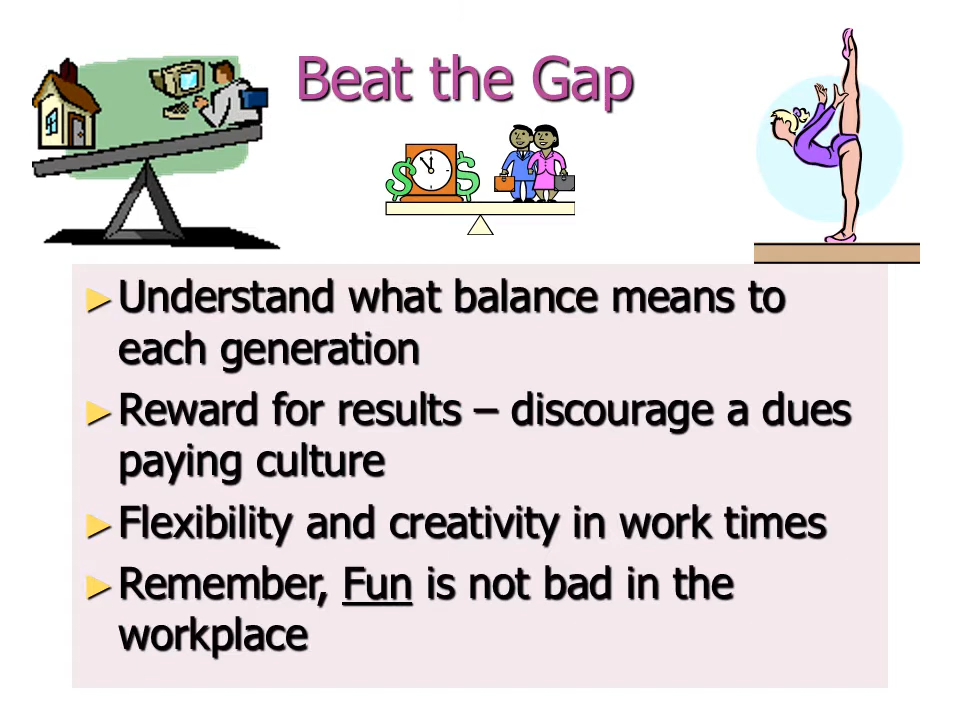 Beat the Gap
►Understand what balance means to
each generation
►Reward for results – discourage a dues
paying culture
►Flexibility and creativity in work times
►Remember, Fun is not bad in the
workplace